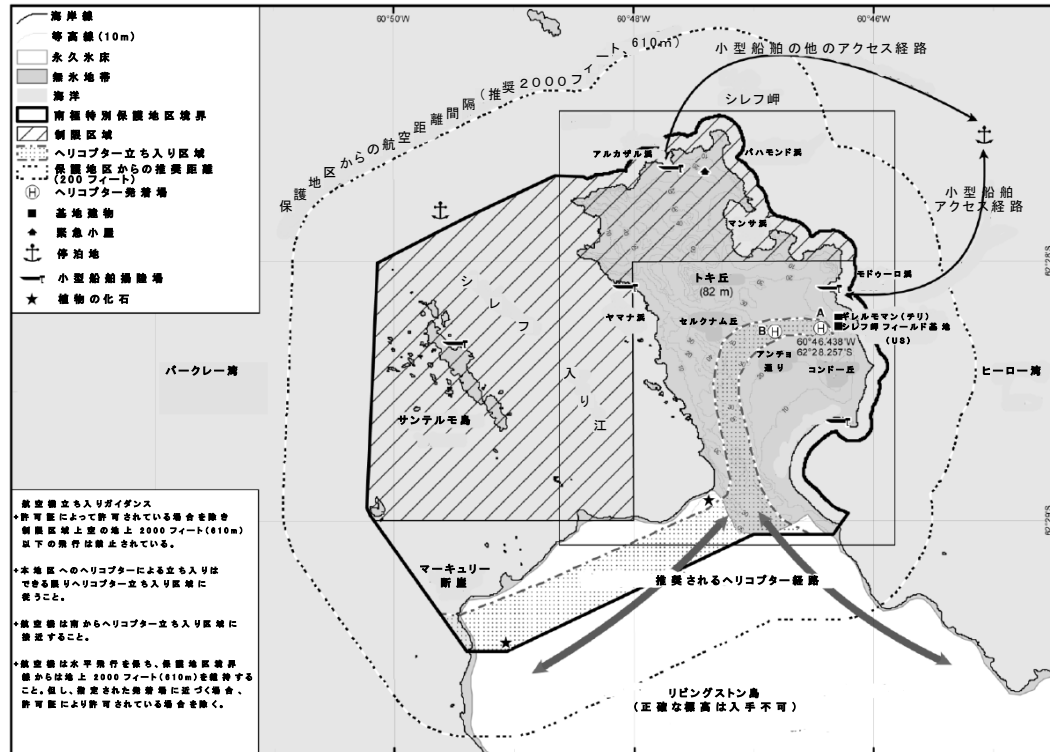 海岸線
等高線(10m)
永久氷床
無氷地帯
海洋
南極特別保護地区境界
制限区域
ヘリコプター立ち入り区域
保護地区からの推奨距離
(200 フィート)
ヘリコプター発着場
基地建物
緊急小屋
停泊地
小型船舶揚陸場
植物の化石
60°50'W
60°48'W
60°46'W
62°28'S
62°29'S
保護地区からの航空距離間隔(推奨2000フィート、610㎡)
小型船舶の他のアクセス経路
シレフ岬
アルカザル浜
バハモンド浜
マンサ浜
小型船舶
アクセス経路
モドゥーロ浜
トキ丘
(82 m)
ヤマナ浜
セルクナム丘
A
B
H
H
ギレルモマン(チリ)
シレフ岬フィールド基地
(US)
60°46.438'W
62°28.257'S
アンチョ
通り
コンドー丘
シレフ入り江
サンテルモ島
バークレー湾
ヒーロー湾
マーキュリー
断崖
推奨されるヘリコプター経路
リビングストン島
(正確な標高は入手不可)
航空機立ち入りガイダンス
•許可証によって許可されている場合を除き
制限区域上空の地上 2000 フィート(610m)
以下の飛行は禁止されている。
•本地区へのヘリコプターによる立ち入りは
できる限りヘリコプター立ち入り区域に
従うこと。
•航空機は南からヘリコプター立ち入り区域に
接近すること。
•航空機は水平飛行を保ち、保護地区境界
線からは地上 2000 フィート(610m)を維持する
こと。但し、指定された発着場に近づく場合、
許可証により許可されている場合を除く。